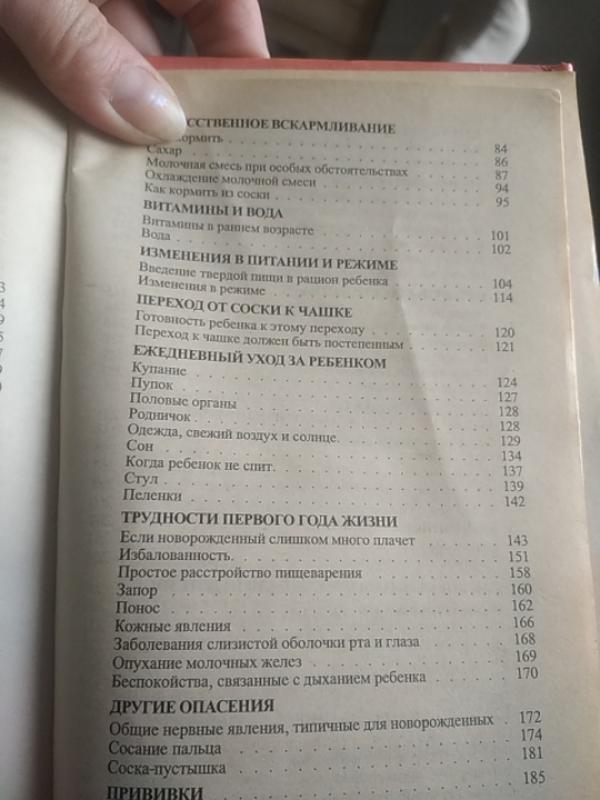 ССТВЕННОЕ ВСКАРМЛИВАНИЕ
кормить . . . 84
Сахар . . . 86
Молочная смесь при особых обстоятельствах . . . 87
Охлаждение молочной смеси . . . 94
Как кормить из соски . . . 95
ВИТАМИНЫ И ВОДА
Витамины в раннем возрасте . . . 101
Вода . . . 102
ИЗМЕНЕНИЯ В ПИТАНИИ И РЕЖИМЕ
Введение твердой пищи в рацион ребенка . . . 104
Изменения в режиме . . . 114
ПЕРЕХОД ОТ СОСКИ К ЧАШКЕ
Готовность ребенка к этому переходу . . . 120
Переход к чашке должен быть постепенным . . . 121
ЕЖЕДНЕВНЫЙ УХОД ЗА РЕБЕНКОМ
Купание . . . 124
Пупок . . . 127
Половые органы . . . 128
Родничок . . . 128
Одежда, свежий воздух и солнце . . . 129
Сон . . . 134
Когда ребенок не спит . . . 137
Стул . . . 139
Пеленки . . . 142
ТРУДНОСТИ ПЕРВОГО ГОДА ЖИЗНИ
Если новорожденный слишком много плачет . . . 143
Избалованность . . . 151
Простое расстройство пищеварения . . . 158
Запор . . . 160
Понос . . . 162
Кожные явления . . . 166
Заболевания слизистой оболочки рта и глаза . . . 168
Опухание молочных желез . . . 169
Беспокойства, связанные с дыханием ребенка . . . 170
ДРУГИЕ ОПАСЕНИЯ
Общие нервные явления, типичные для новорожденных . 172
Сосание пальца . . . 174
Соска-пустышка . . . 181
ПРИВИВКИ 185